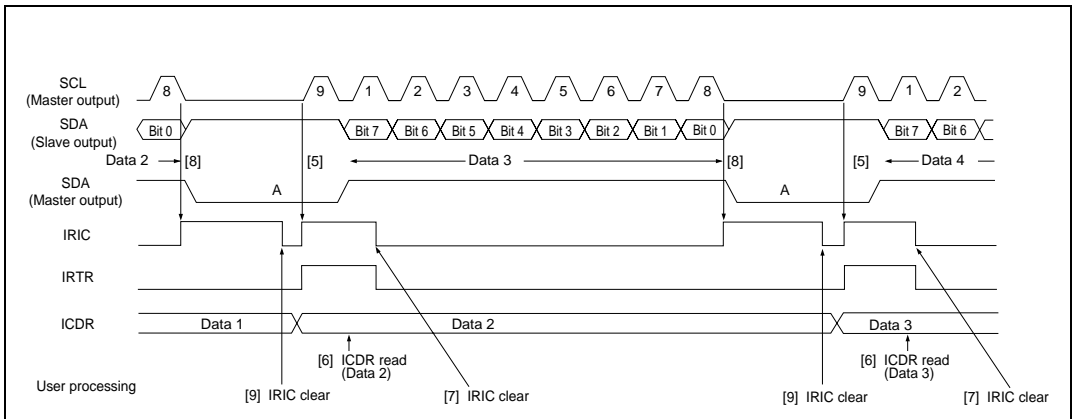 SCL
(Master output)
8 9 1 2 3 4 5 6 7 8 9 1 2
SDA
(Slave output)
Bit 0 Bit 7 Bit 6 Bit 5 Bit 4 Bit 3 Bit 2 Bit 1 Bit 0 Bit 7 Bit 6
Data 2 [8] [5] Data 3 [8] [5] Data 4
SDA
(Master output)
A A
IRIC
IRTR
ICDR
Data 1 Data 2 Data 3
[6] ICDR read
(Data 2)
[6] ICDR read
(Data 3)
User processing
[9] IRIC clear [7] IRIC clear [9] IRIC clear [7] IRIC clear